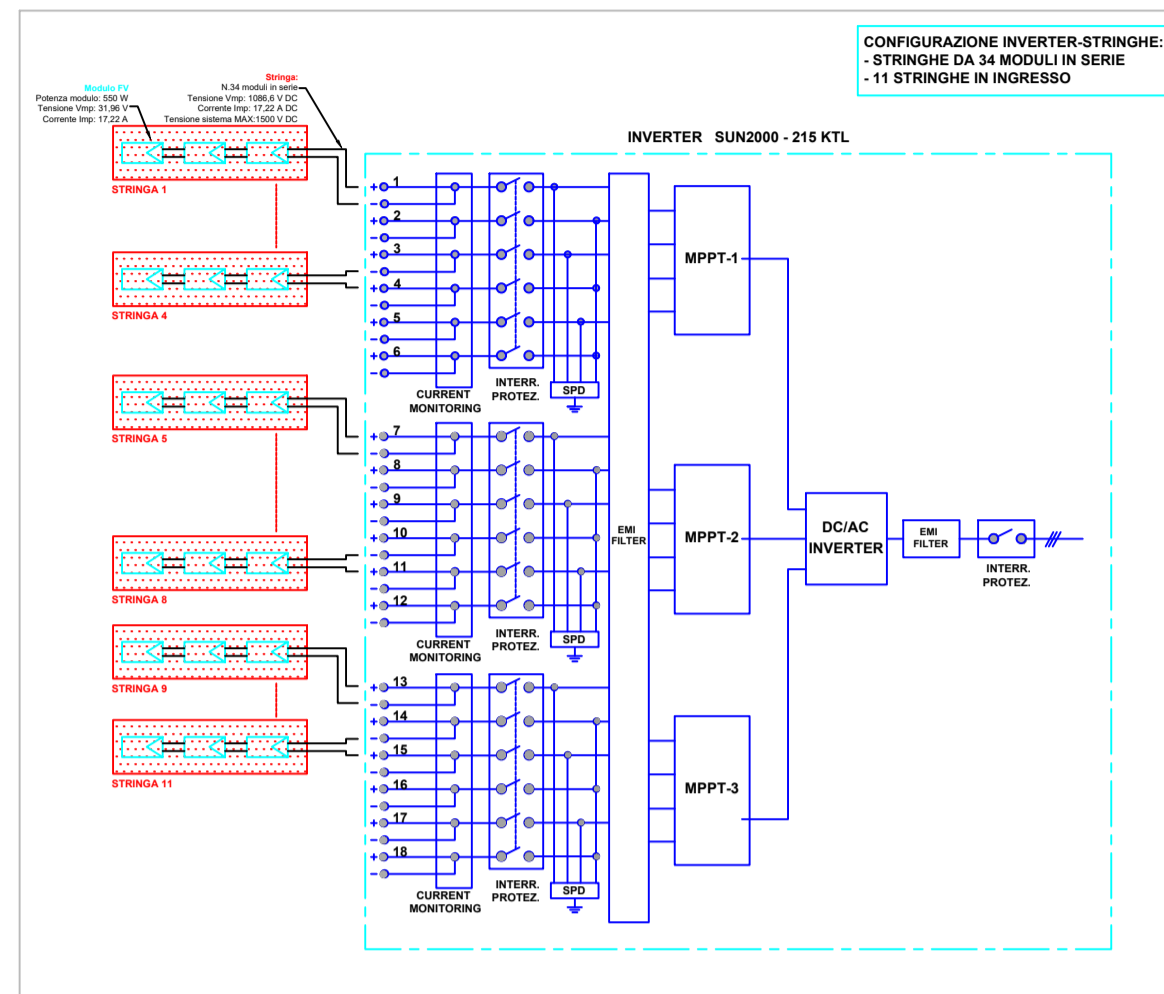 CONFIGURAZIONE INVERTER-STRINGHE:
- STRINGHE DA 34 MODULI IN SERIE
- 11 STRINGHE IN INGRESSO
Modulo FV
Potenza modulo: 550 W
Tensione Vmp: 31,96 V
Corrente Imp: 17,22 A
Stringa:
N.34 moduli in serie
Tensione Vmp: 1086,6 V DC
Corrente Imp: 17,22 A DC
Tensione sistema MAX:1500 V DC
INVERTER SUN2000 - 215 KTL
STRINGA 1
STRINGA 4
STRINGA 5
STRINGA 8
STRINGA 9
STRINGA 11
+ 1
-
+ 2
-
+ 3
-
+ 4
-
+ 5
-
+ 6
-
CURRENT
MONITORING
INTERR.
PROTEZ.
SPD
MPPT-1
+ 7
-
+ 8
-
+ 9
-
+ 10
-
+ 11
-
+ 12
-
CURRENT
MONITORING
INTERR.
PROTEZ.
SPD
EMI
FILTER
MPPT-2
DC/AC
INVERTER
EMI
FILTER
INTERR.
PROTEZ.
+ 13
-
+ 14
-
+ 15
-
+ 16
-
+ 17
-
+ 18
-
CURRENT
MONITORING
INTERR.
PROTEZ.
SPD
MPPT-3